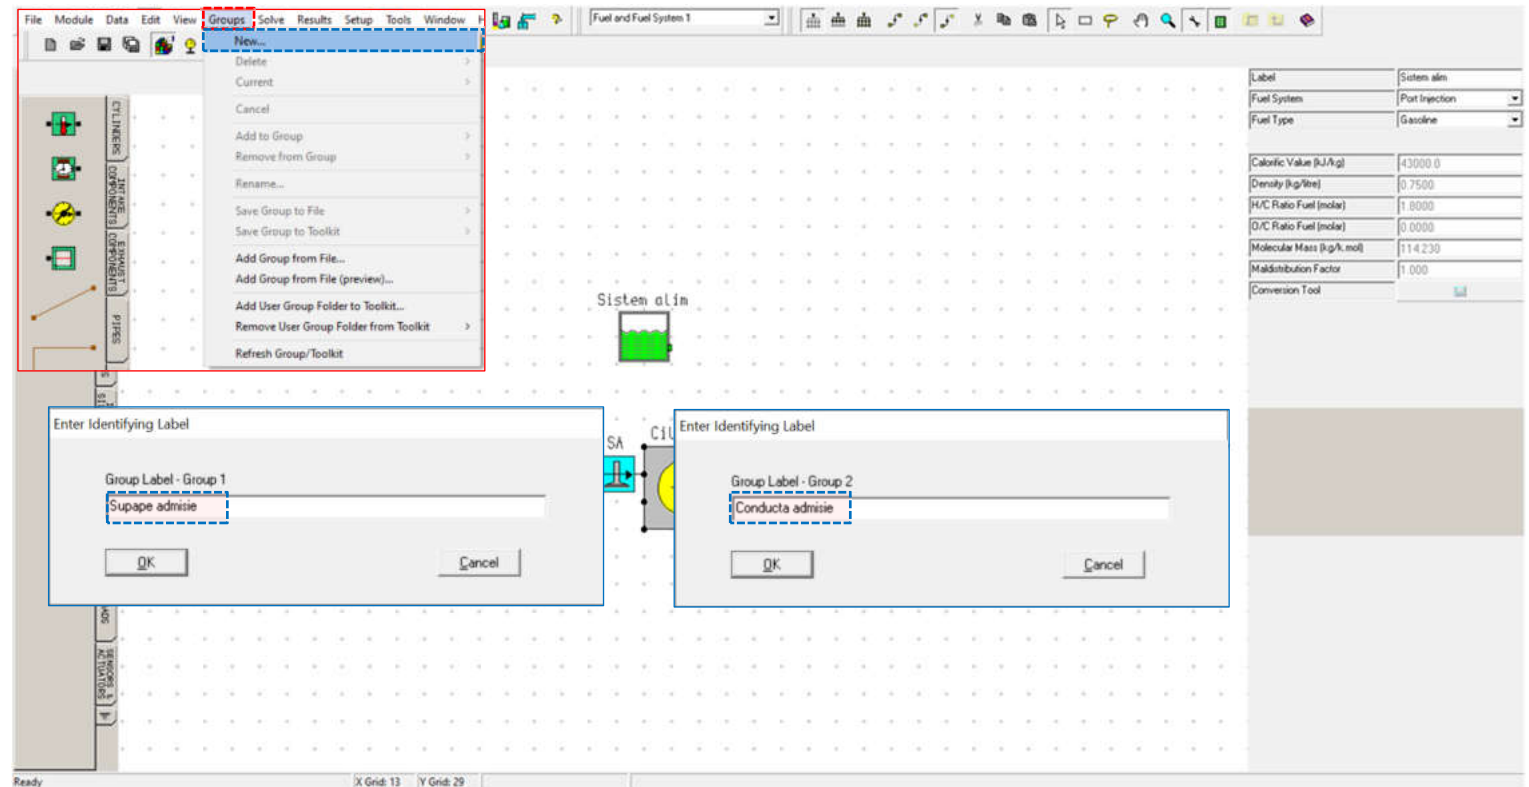 File Module Data Edit View Groups Solve Results Setup Tools Window H
Fuel and Fuel System 1
New...
Delete
Current
Cancel
Add to Group
Remove from Group
Rename...
Save Group to File
Save Group to Toolkit
Add Group from File...
Add Group from File (preview)...
Add User Group Folder to Toolkit...
Remove User Group Folder from Toolkit
Refresh Group/Toolkit
CYLINDERS
INTAKE COMPONENTS
EXHAUST COMPONENTS
PIPES
SENSORS & ACTUATORS
Label Sistem alim
Fuel System Port Injection
Fuel Type Gasoline
Calorific Value (kJ/kg) 43000.0
Density (kg/litre) 0.7500
H/C Ratio Fuel (molar) 1.8000
O/C Ratio Fuel (molar) 0.0000
Molecular Mass (kg/k.mol) 114.230
Maldistribution Factor 1.000
Conversion Tool
Sistem alim
SA Cil
Enter Identifying Label
Group Label - Group 1
Supape admisie
OK Cancel
Enter Identifying Label
Group Label - Group 2
Conducta admisie
OK Cancel
Ready X Grid: 13 Y Grid: 29